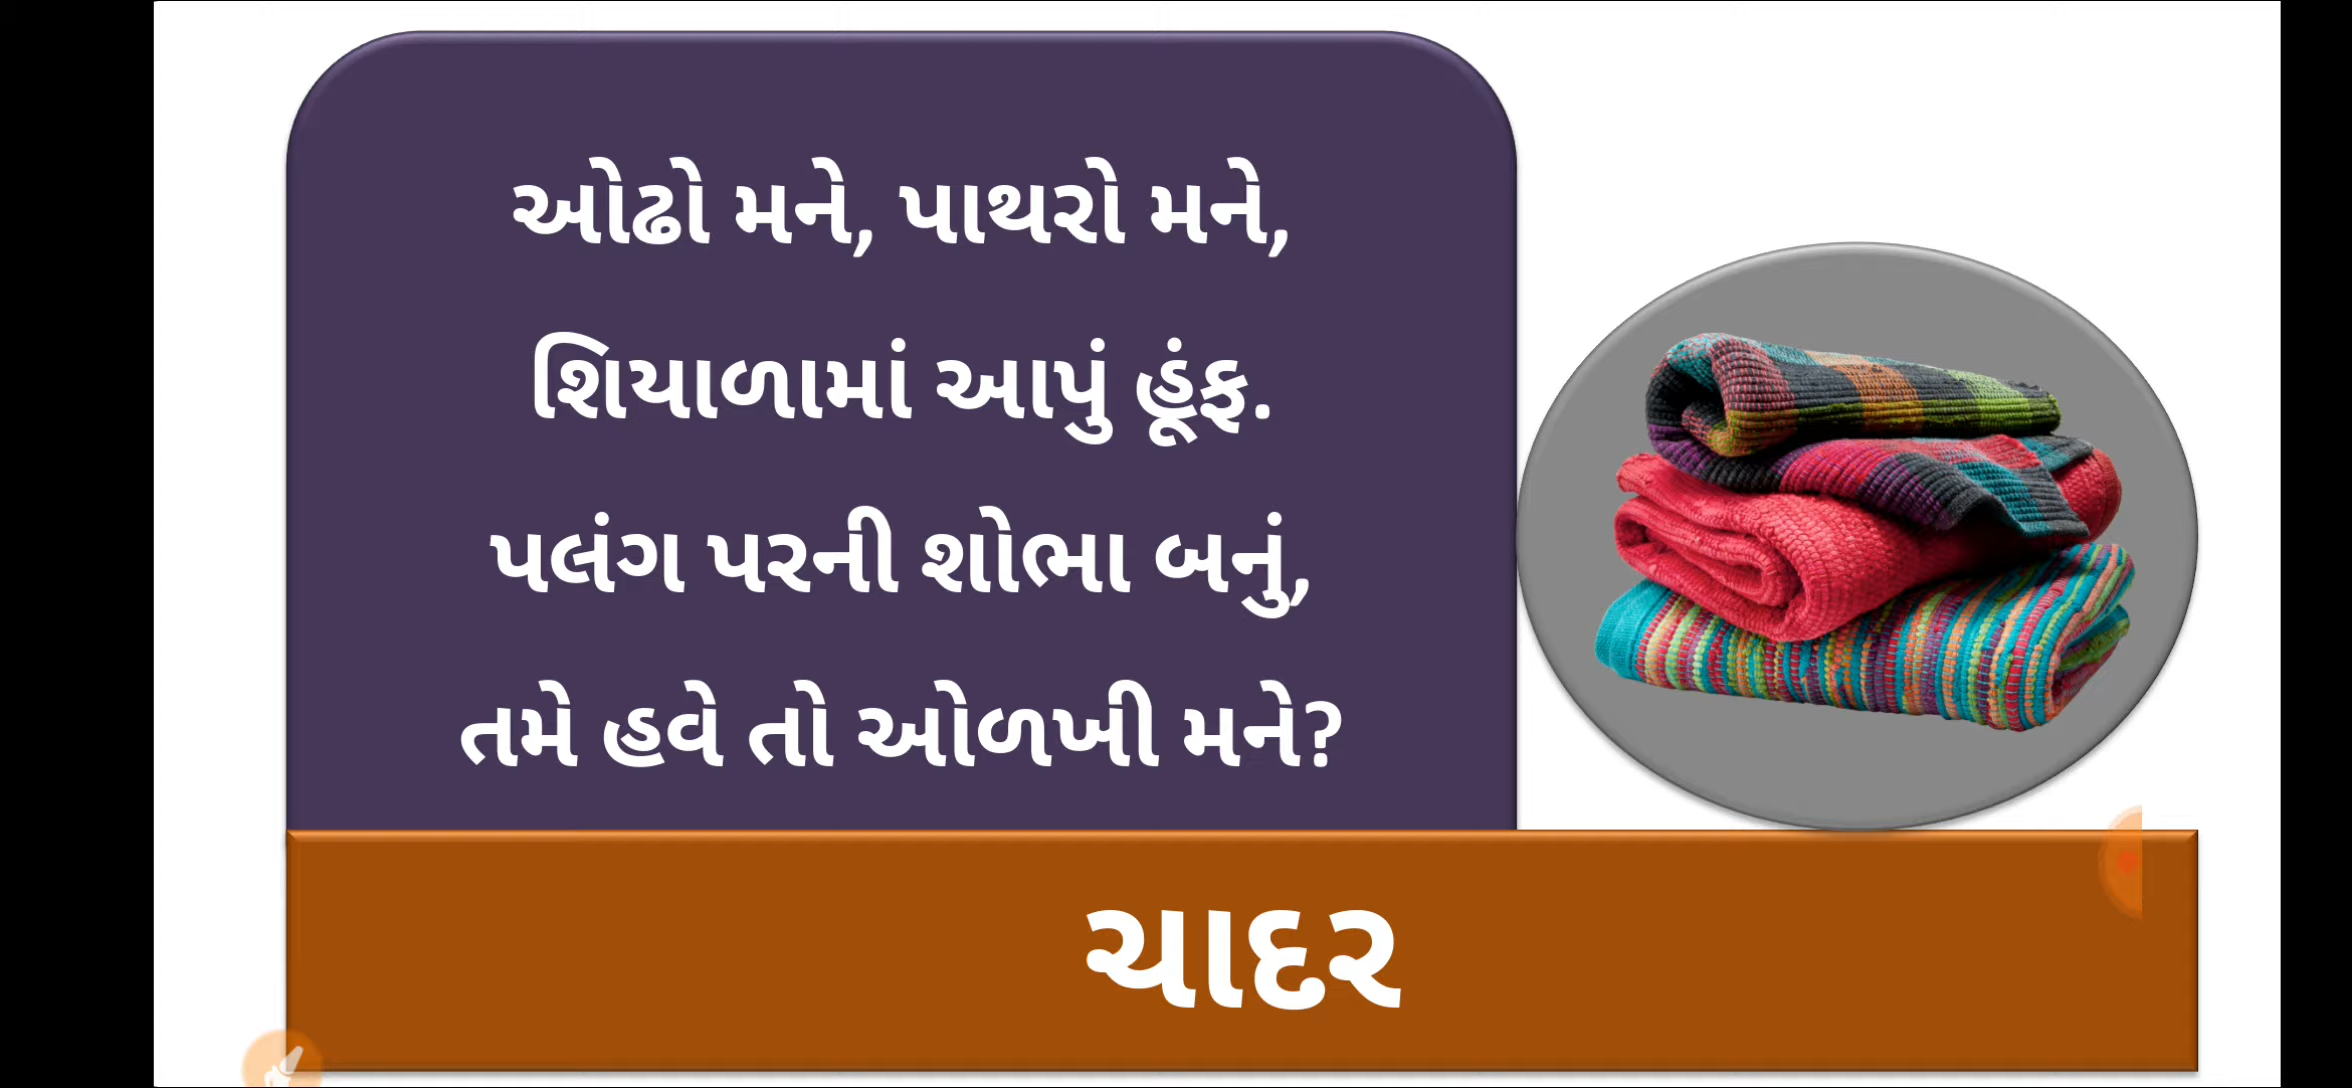 ઓઢો મને, પાથરો મને,
શિયાળામાં આપું હૂંફ.
પલંગ પરની શોભા બનું,
તમે હવે તો ઓળખી મને?
ચાદર